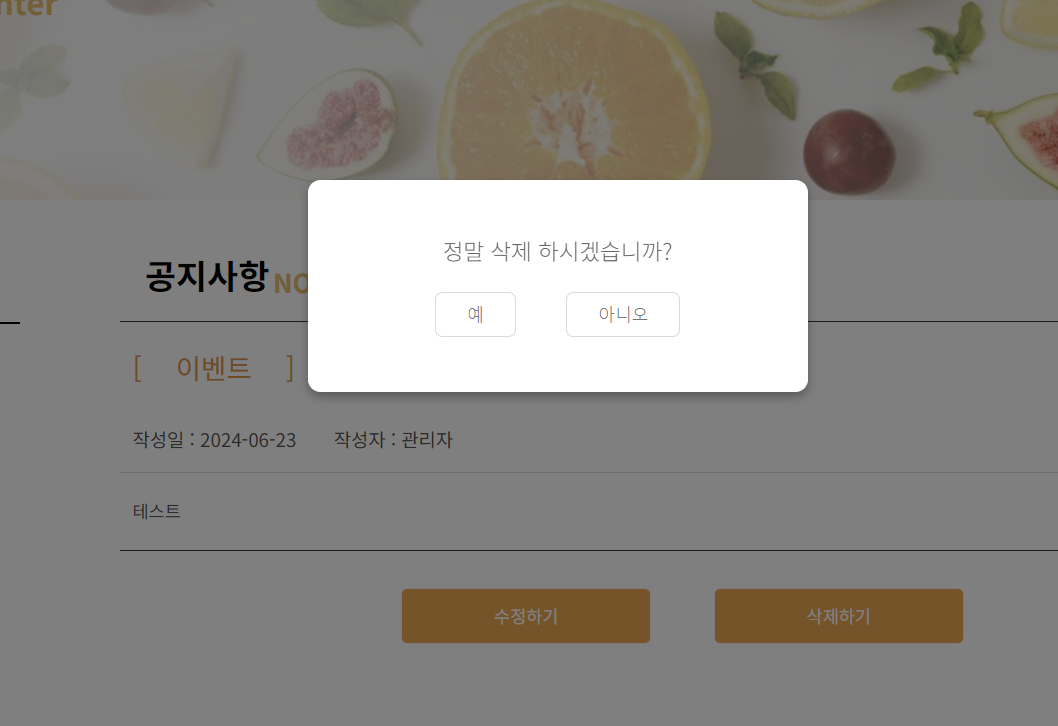 정말 삭제 하시겠습니까?
예 아니오
공지사항
[ 이벤트 ]
작성일 : 2024-06-23 작성자 : 관리자
테스트
수정하기 삭제하기